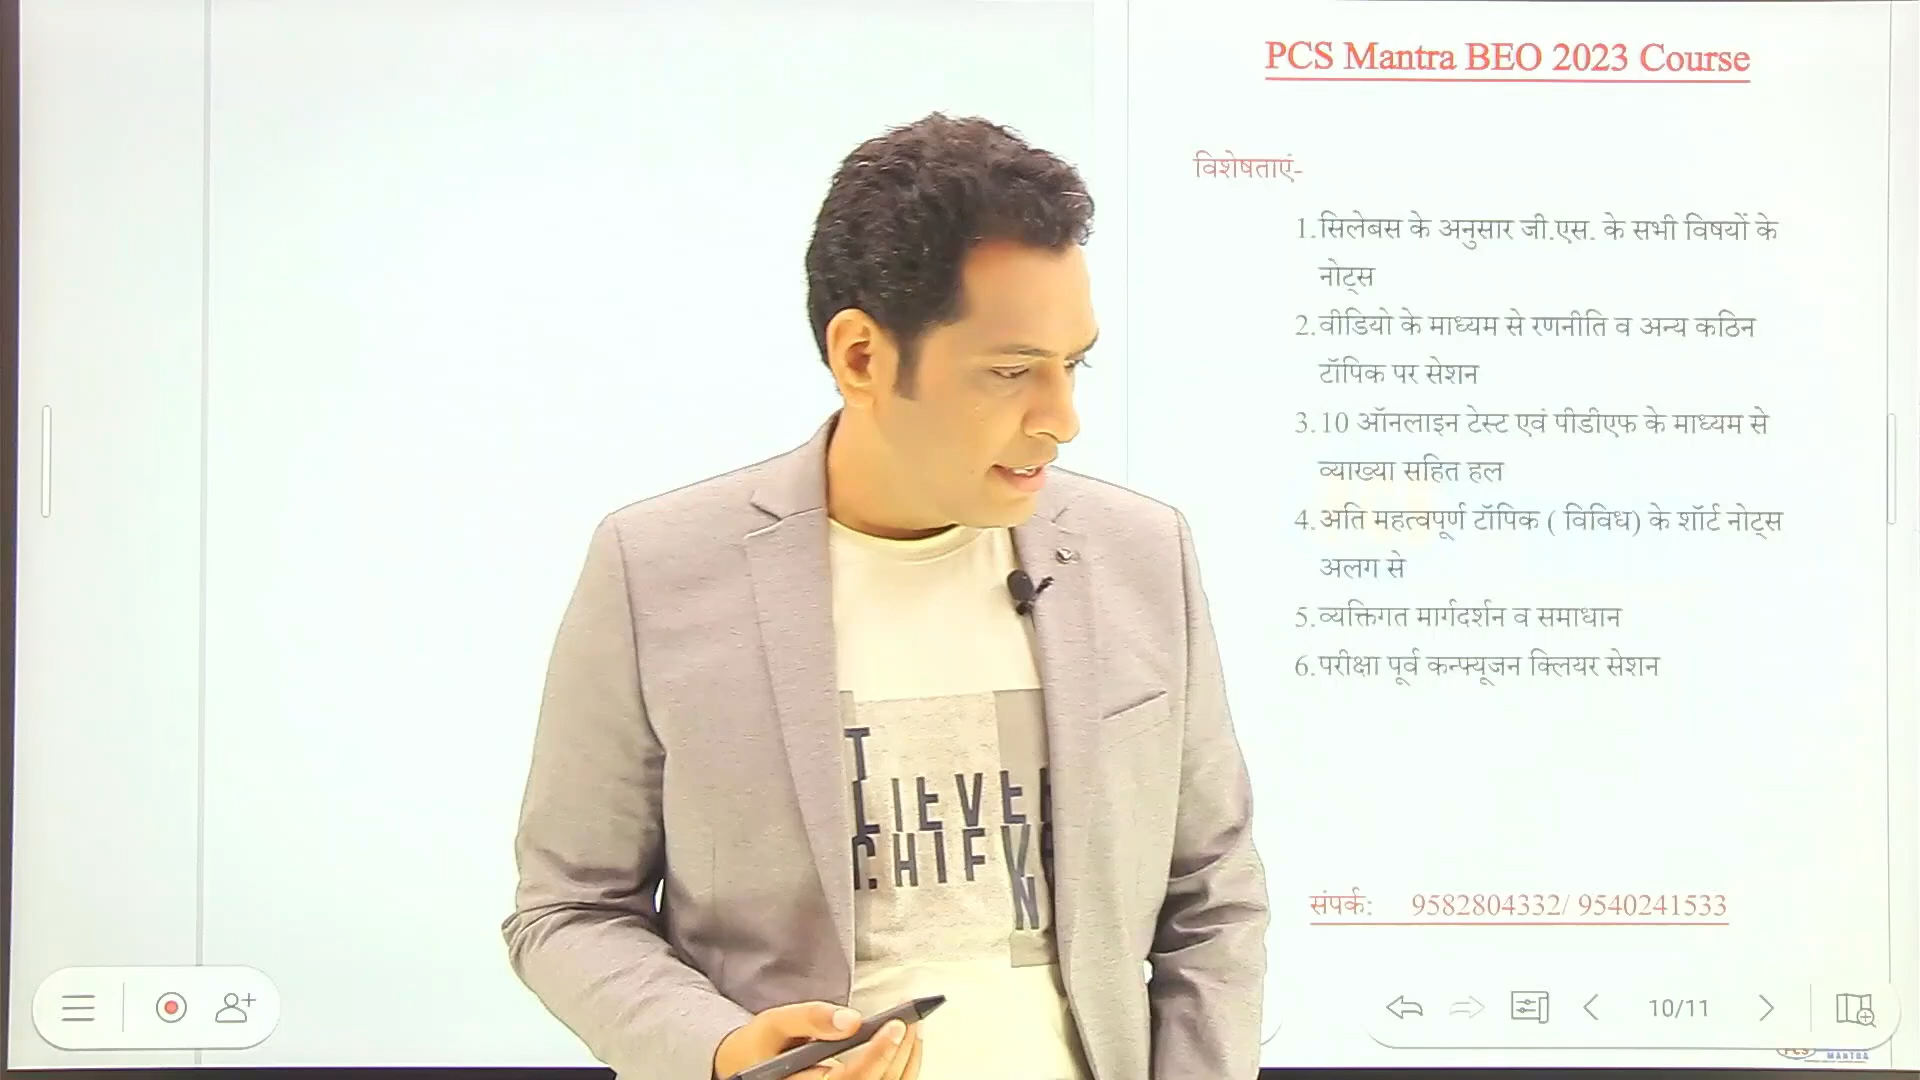 PCS Mantra BEO 2023 Course
विशेषताएं-
1.सिलेबस के अनुसार जी.एस. के सभी विषयों के
नोट्स
2.वीडियो के माध्यम से रणनीति व अन्य कठिन
टॉपिक पर सेशन
3.10 ऑनलाइन टेस्ट एवं पीडीएफ के माध्यम से
व्याख्या सहित हल
4.अति महत्वपूर्ण टॉपिक ( विविध) के शॉर्ट नोट्स
अलग से
5.व्यक्तिगत मार्गदर्शन व समाधान
6.परीक्षा पूर्व कन्फ्यूजन क्लियर सेशन
संपर्क: 9582804332/ 9540241533
10/11
PCS MANTRA